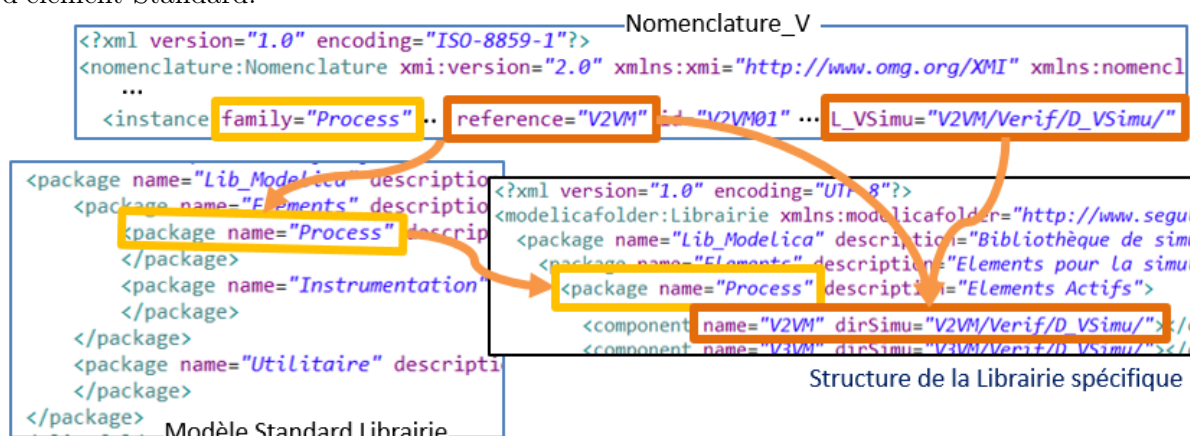 d'élément Standard.
Nomenclature_V
<?xml version="1.0" encoding="ISO-8859-1"?>
<nomenclature:Nomenclature xmi:version="2.0" xmlns:xmi="http://www.omg.org/XMI" xmlns:nomencl
...
<instance family="Process" .. reference="V2VM" id="V2VM01" ... L_VSimu="V2VM/Verif/D_VSimu/"
<package name="Lib_Modelica" descriptio
<package name="Elements" descriptio
<package name="Process" descrip
</package>
<package name="Instrumentation"
</package>
</package>
<package name="Utilitaire" descripti
</package>
</package>
Modèle Standard Librairie
<?xml version="1.0" encoding="UTF-8"?>
<modelicafolder:Librairie xmlns:modelicafolder="http://www.segu
<package name="Lib_Modelica" description="Bibliothèque de simu
<package name="Elements" description="Elements pour la simu
<package name="Process" description="Elements Actifs">
<component name="V2VM" dirSimu="V2VM/Verif/D_VSimu/"></
<component name="V3VM" dirSimu="V3VM/Verif/D_VSimu/"></
Structure de la Librairie spécifique